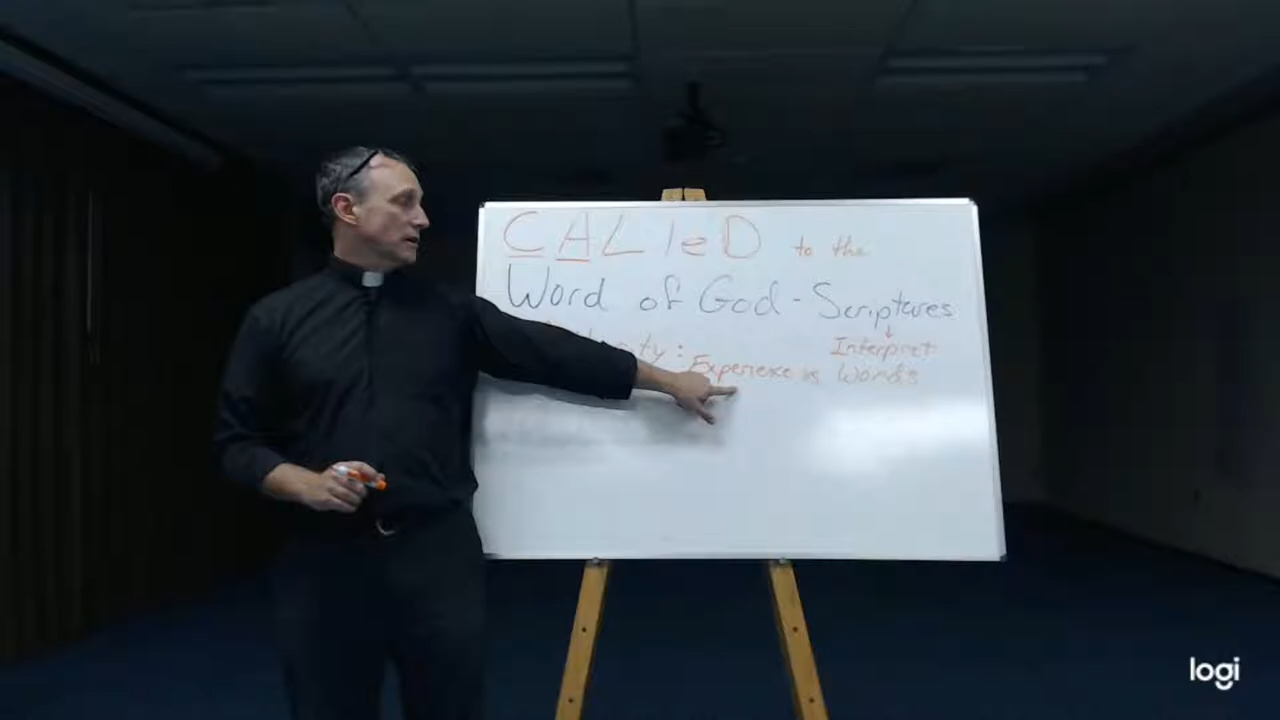 CALleD to the
Word of God - Scriptures
Interpret
Experience vs Words
logi